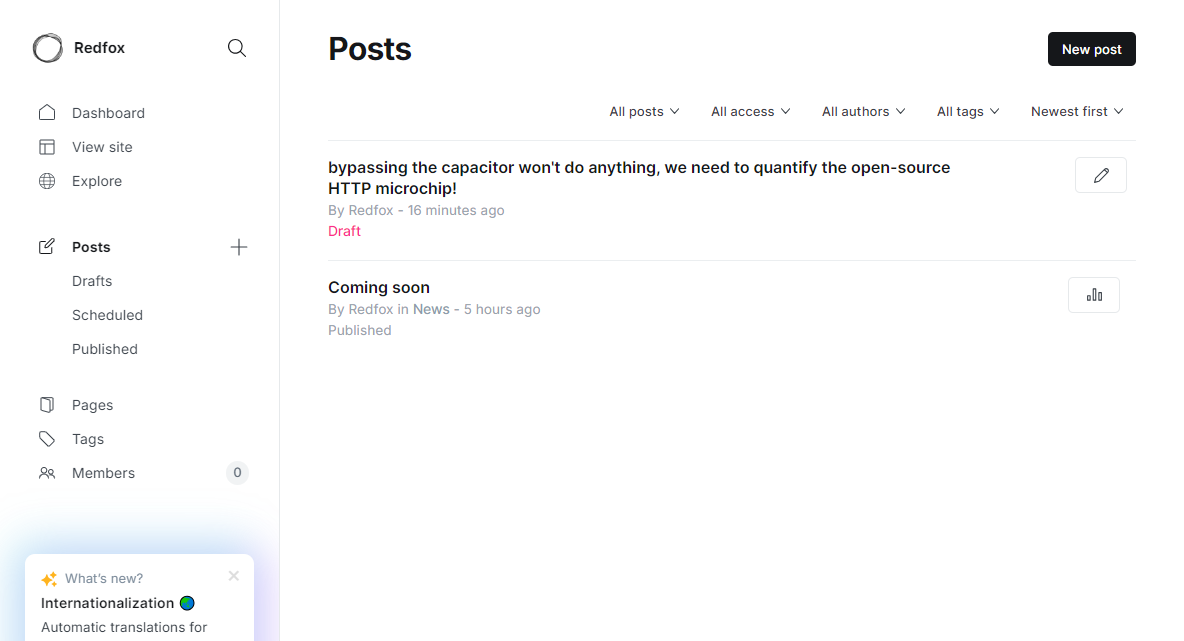 Redfox
Dashboard
View site
Explore
Posts
Drafts
Scheduled
Published
Pages
Tags
Members
0
What's new?
Internationalization
Automatic translations for
Posts
New post
All posts
All access
All authors
All tags
Newest first
bypassing the capacitor won't do anything, we need to quantify the open-source
HTTP microchip!
By Redfox - 16 minutes ago
Draft
Coming soon
By Redfox in News - 5 hours ago
Published